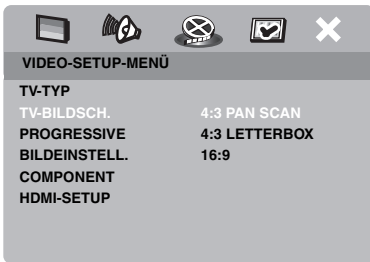 VIDEO-SETUP-MENÜ
TV-TYP
TV-BILDSCH. 4:3 PAN SCAN
PROGRESSIVE 4:3 LETTERBOX
BILDEINSTELL. 16:9
COMPONENT
HDMI-SETUP